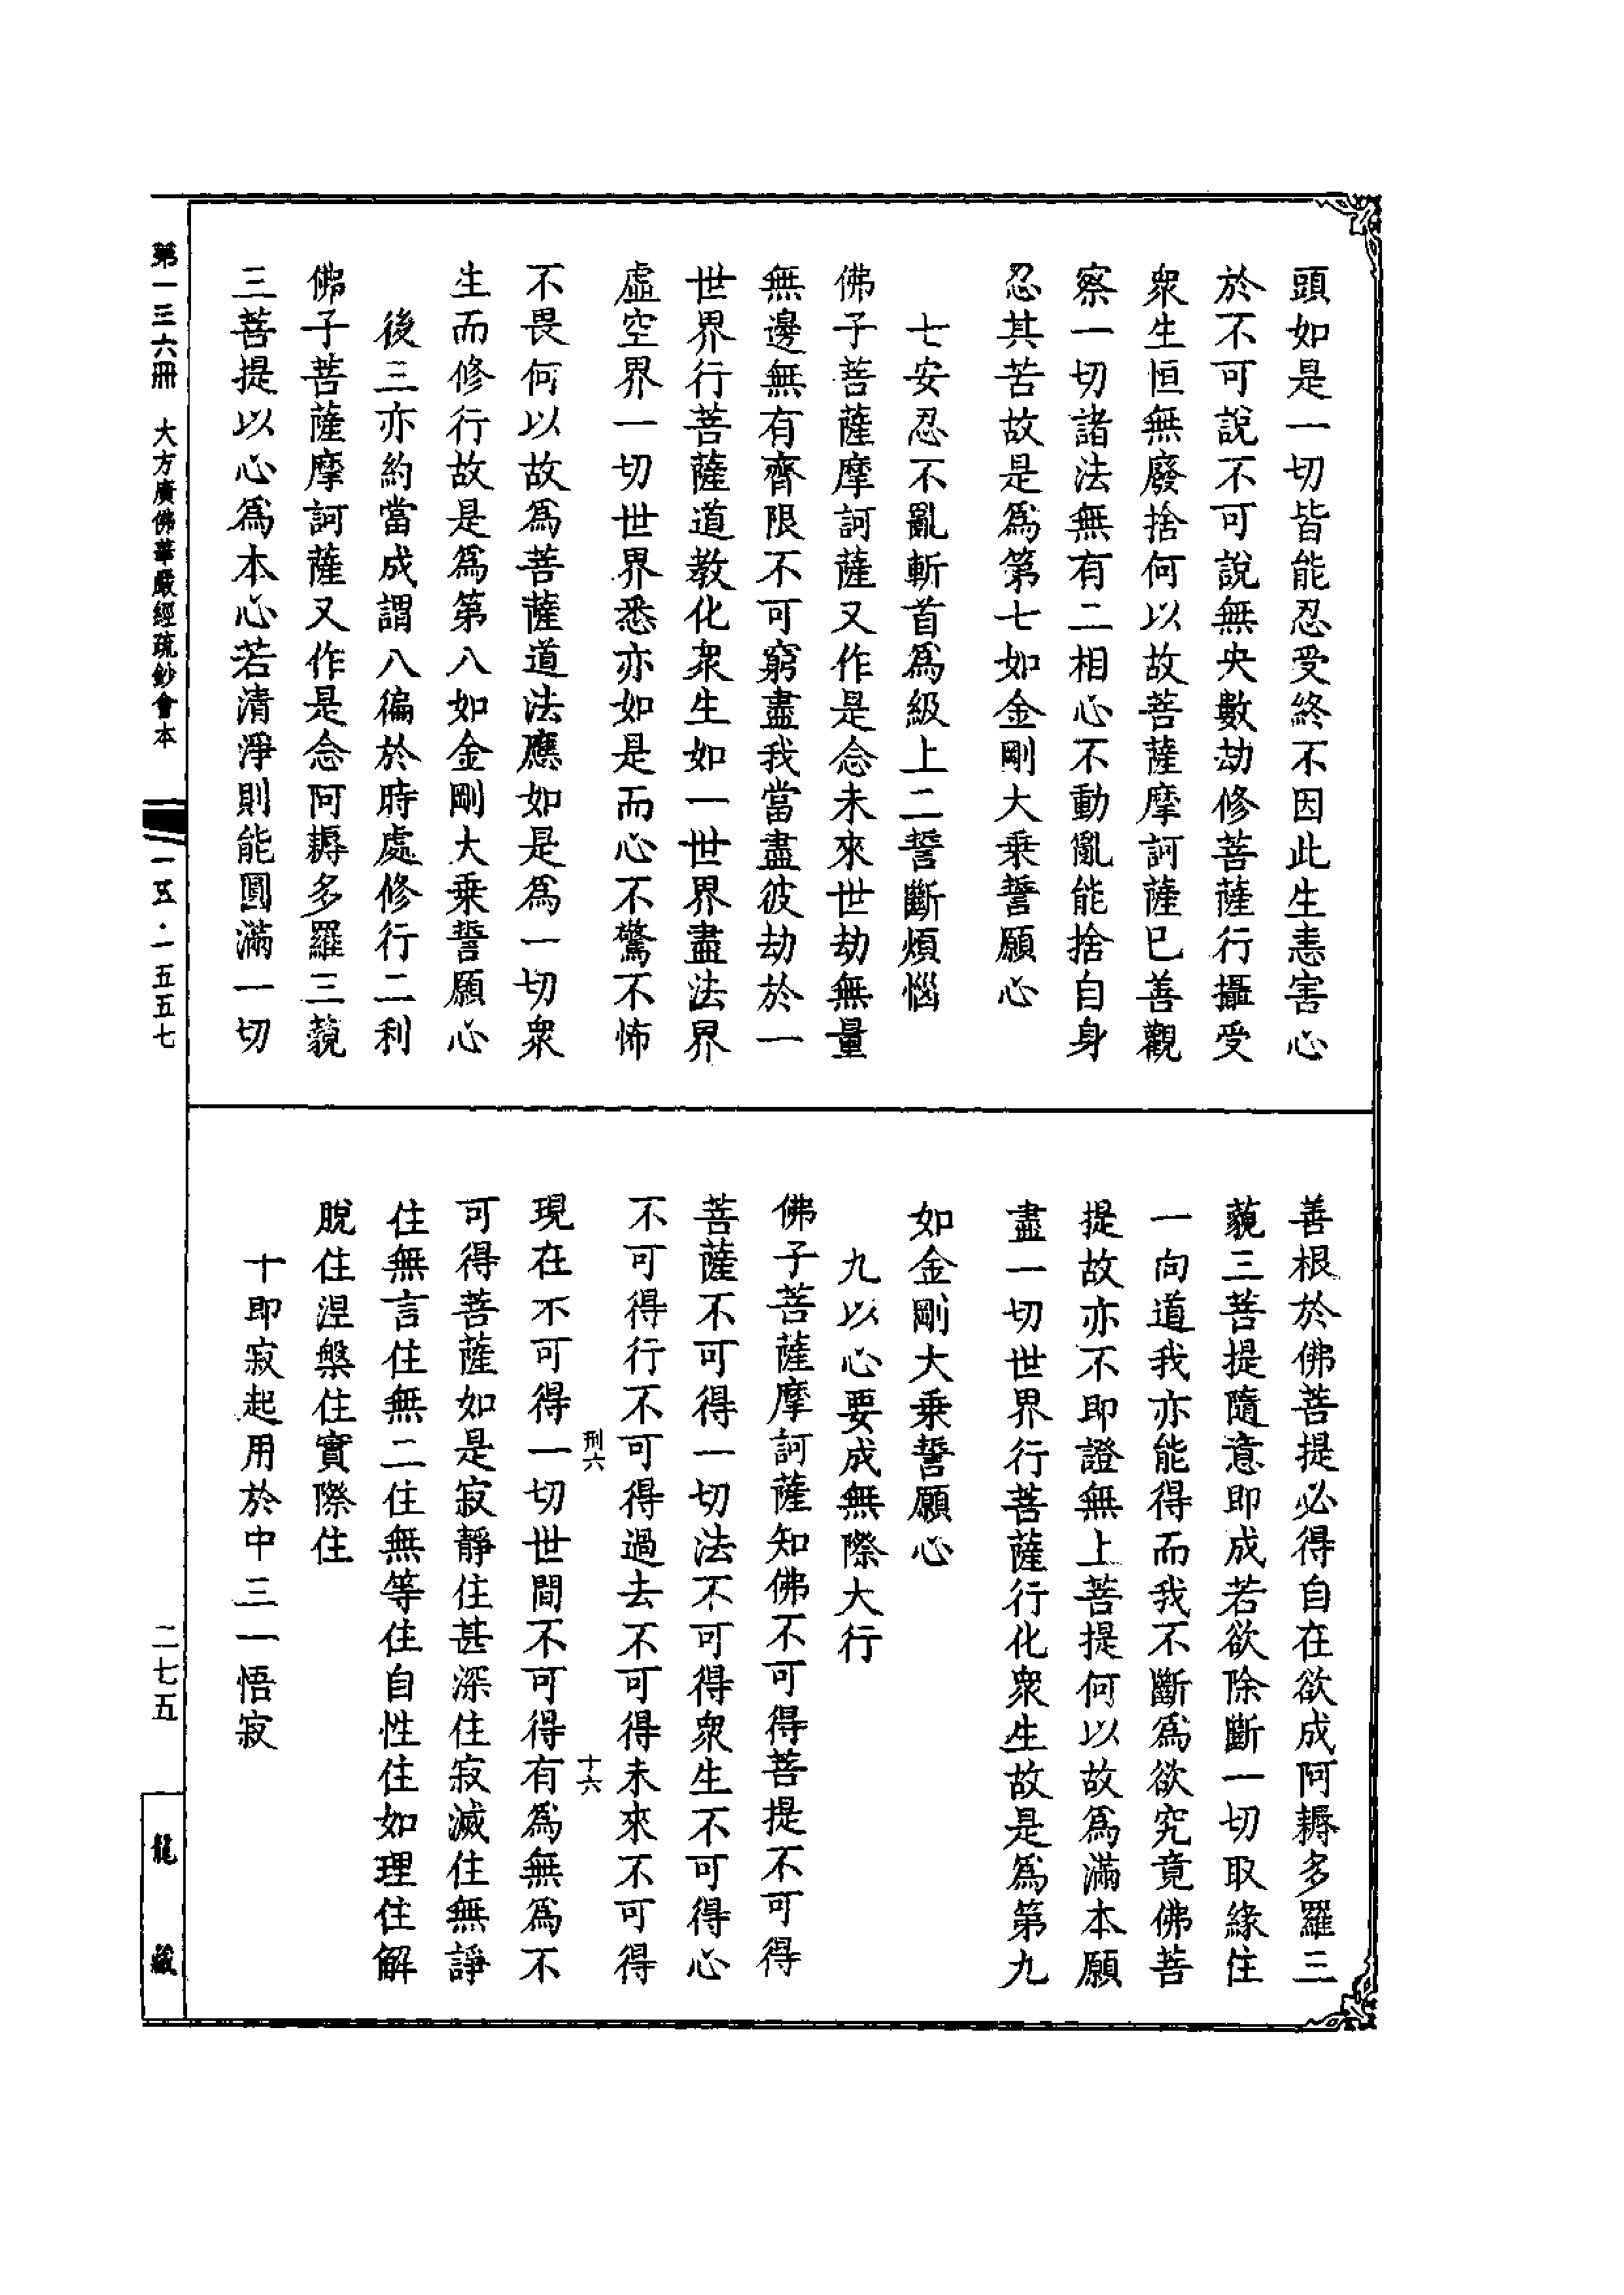 頭如是一切皆能忍受終不因此生恚害心
於不可說不可說無央數劫修菩薩行攝受
衆生恒無廢捨何以故菩薩摩訶薩已善觀
察一切諸法無有二相心不動亂能捨自身
忍其苦故是爲第七如金剛大乘誓願心
七安忍不亂斬首爲級上二誓斷煩惱
佛子菩薩摩訶薩又作是念未來世劫無量
無邊無有齊限不可窮盡我當盡彼劫於一
世界行菩薩道教化衆生如一世界盡法界
虛空界一切世界悉亦如是而心不驚不怖
不畏何以故爲菩薩道法應如是爲一切衆
生而修行故是爲第八如金剛大乘誓願心
後三亦約當成謂八徧於時處修行二利
佛子菩薩摩訶薩又作是念阿耨多羅三藐
三菩提以心爲本心若清淨則能圓滿一切
善根於佛菩提必得自在欲成阿耨多羅三
藐三菩提隨意即成若欲除斷一切取緣住
一向道我亦能得而我不斷爲欲究竟佛菩
提故亦不即證無上菩提何以故爲滿本願
盡一切世界行菩薩行化衆生故是爲第九
如金剛大乘誓願心
九以心要成無際大行
佛子菩薩摩訶薩知佛不可得菩提不可得
菩薩不可得一切法不可得衆生不可得心
不可得行不可得過去不可得未來不可得
刑六 十六
現在不可得一切世間不可得有爲無爲不
可得菩薩如是寂靜住甚深住寂滅住無諍
住無言住無二住無等住自性住如理住解
脫住涅槃住實際住
十即寂起用於中三一悟寂
第一三六冊 大方廣佛華嚴經疏鈔會本 一五·一五五七
二七五
龍藏